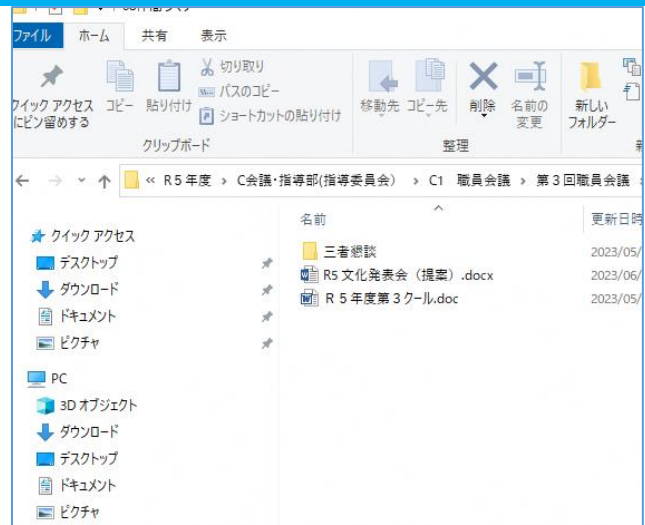 ファイル ホーム 共有 表示
クイック アクセス
にピン留めする
コピー
貼り付け
切り取り
パスのコピー
ショートカットの貼り付け
クリップボード
移動先
コピー先
削除
名前の
変更
整理
新しい
フォルダー
« R５年度 › C会議・指導部(指導委員会) › C1 職員会議 › 第３回職員会議
名前 更新日時
クイック アクセス
デスクトップ
ダウンロード
ドキュメント
ピクチャ
PC
3D オブジェクト
ダウンロード
デスクトップ
ドキュメント
ピクチャ
三者懇談 2023/05/
R5 文化発表会（提案）.docx 2023/06/
R ５年度第３クール.doc 2023/05/